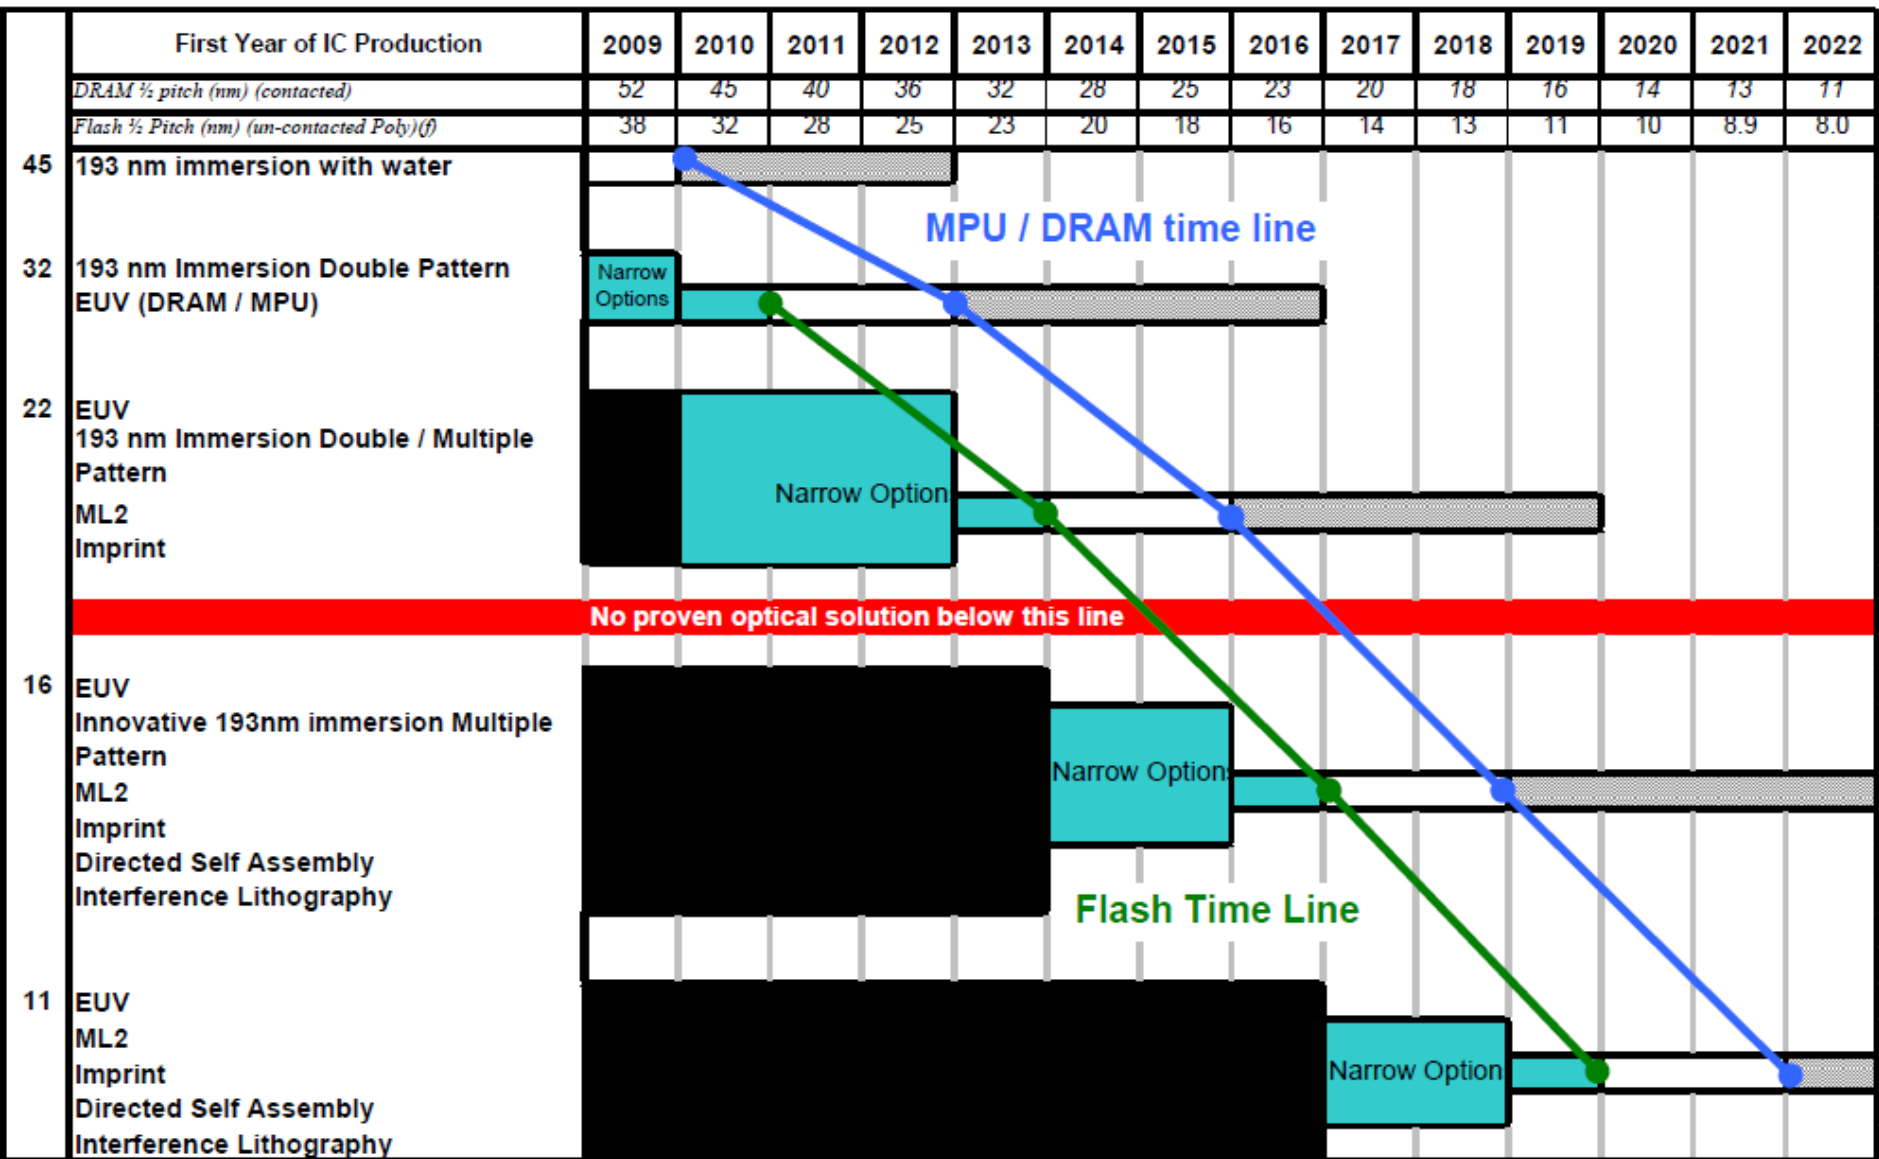 First Year of IC Production 2009 2010 2011 2012 2013 2014 2015 2016 2017 2018 2019 2020 2021 2022
DRAM ½ pitch (nm) (contacted) 52 45 40 36 32 28 25 23 20 18 16 14 13 11
Flash ½ Pitch (nm) (un-contacted Poly)(f) 38 32 28 25 23 20 18 16 14 13 11 10 8.9 8.0
45 193 nm immersion with water
MPU / DRAM time line
32 193 nm Immersion Double Pattern
EUV (DRAM / MPU)
Narrow
Options
22 EUV
193 nm Immersion Double / Multiple
Pattern
ML2
Imprint
Narrow Option
No proven optical solution below this line
16 EUV
Innovative 193nm immersion Multiple
Pattern
ML2
Imprint
Directed Self Assembly
Interference Lithography
Narrow Options
Flash Time Line
11 EUV
ML2
Imprint
Directed Self Assembly
Interference Lithography
Narrow Option